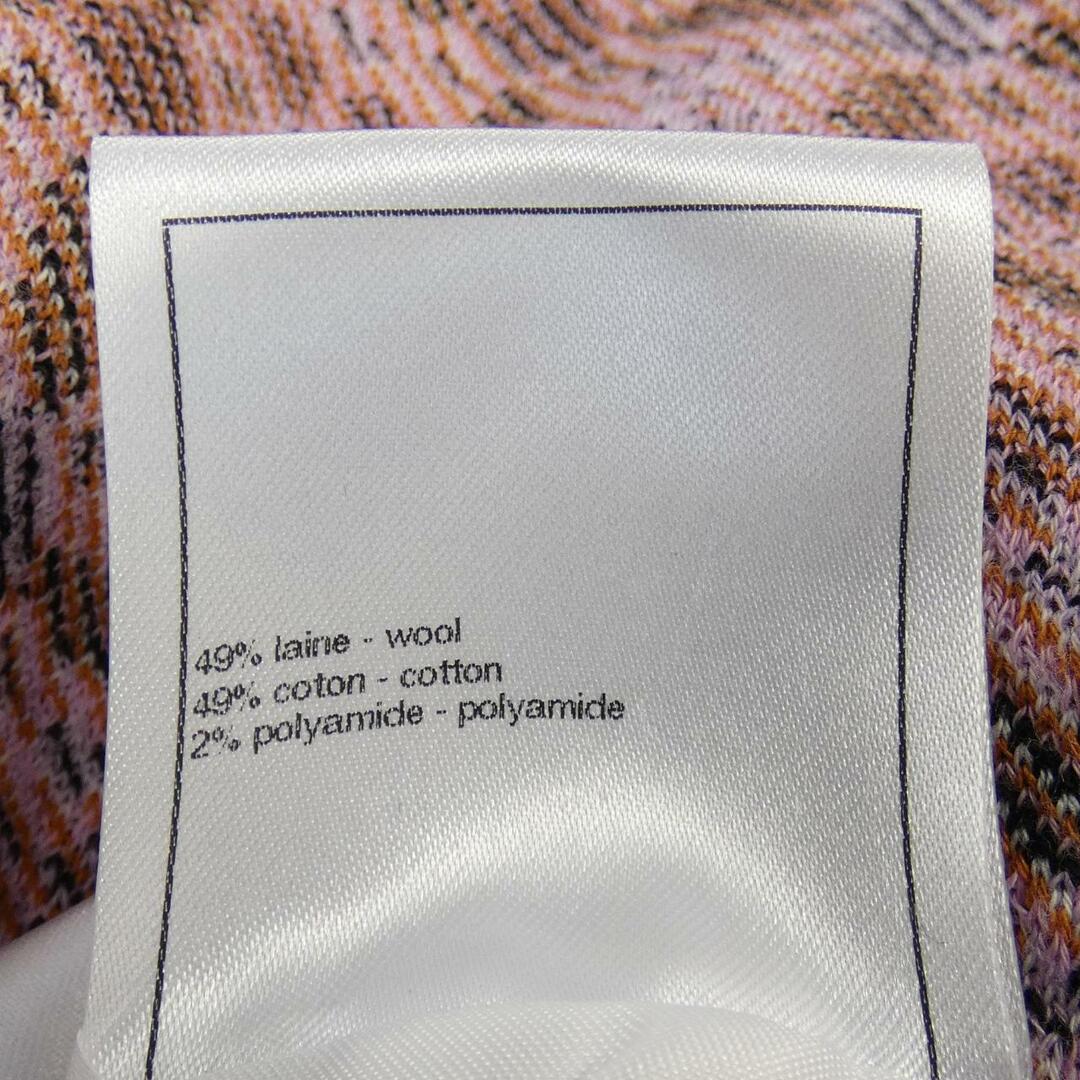 49% laine - wool
49% coton - cotton
2% polyamide - polyamide